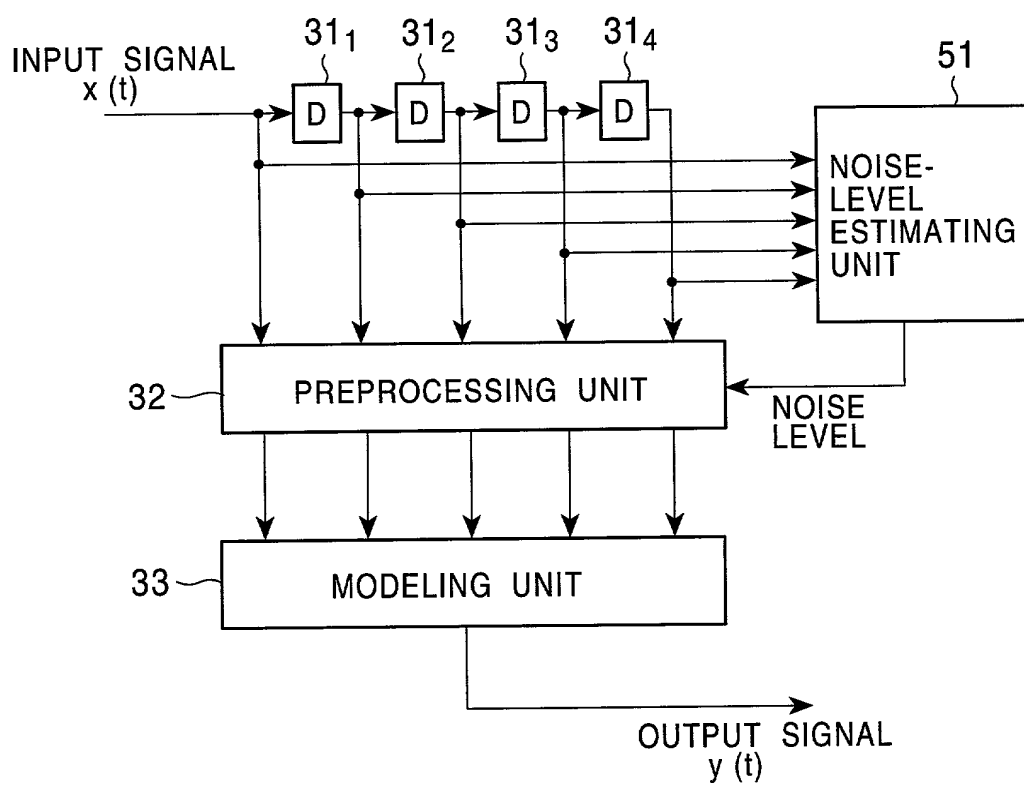 31₁ 31₂ 31₃ 31₄
51
INPUT SIGNAL
x (t)
D D D D
NOISE-
LEVEL
ESTIMATING
UNIT
32
PREPROCESSING UNIT
NOISE
LEVEL
33
MODELING UNIT
OUTPUT SIGNAL
y (t)